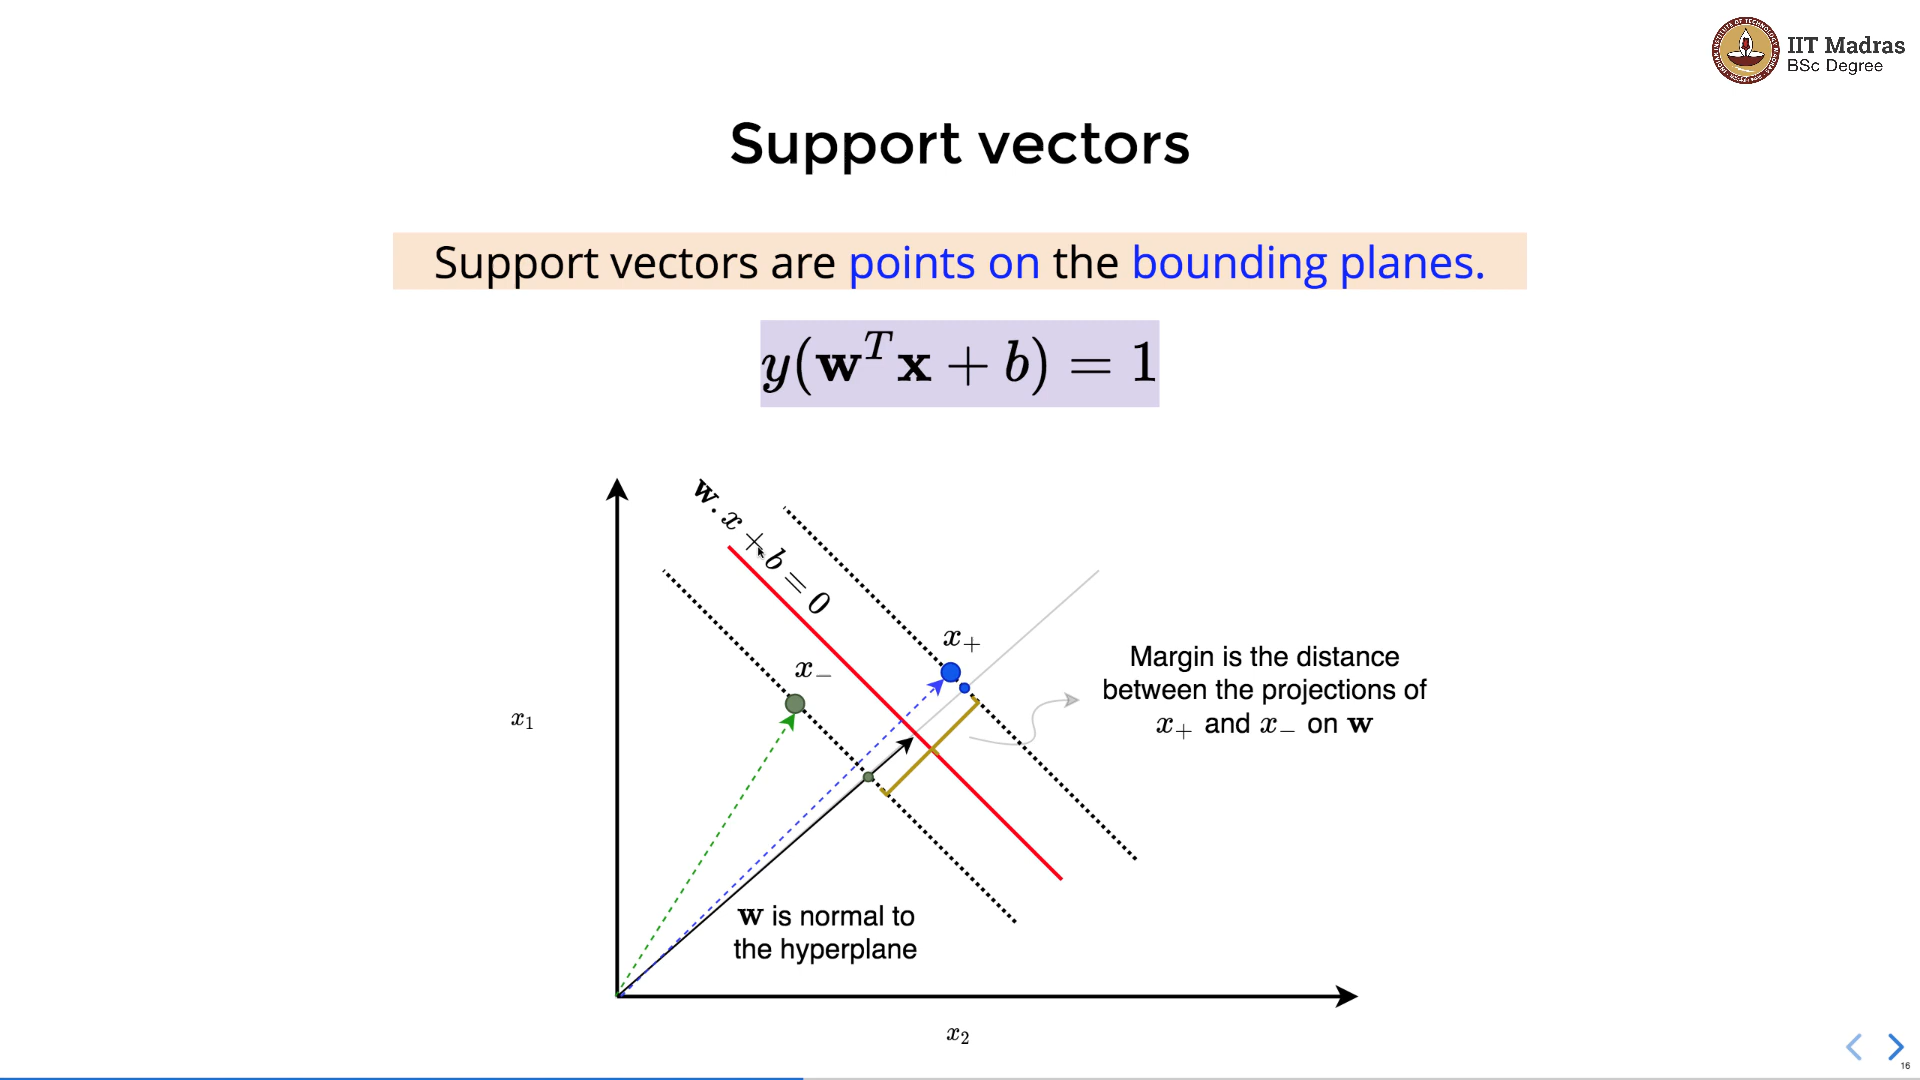 IIT Madras
BSc Degree
Support vectors
Support vectors are points on the bounding planes.
y(𝐰ᵀ𝐱 + b) = 1
𝐰. x + b = 0
x₊
x₋
Margin is the distance
between the projections of
x₊ and x₋ on 𝐰
x₁
𝐰 is normal to
the hyperplane
x₂
16